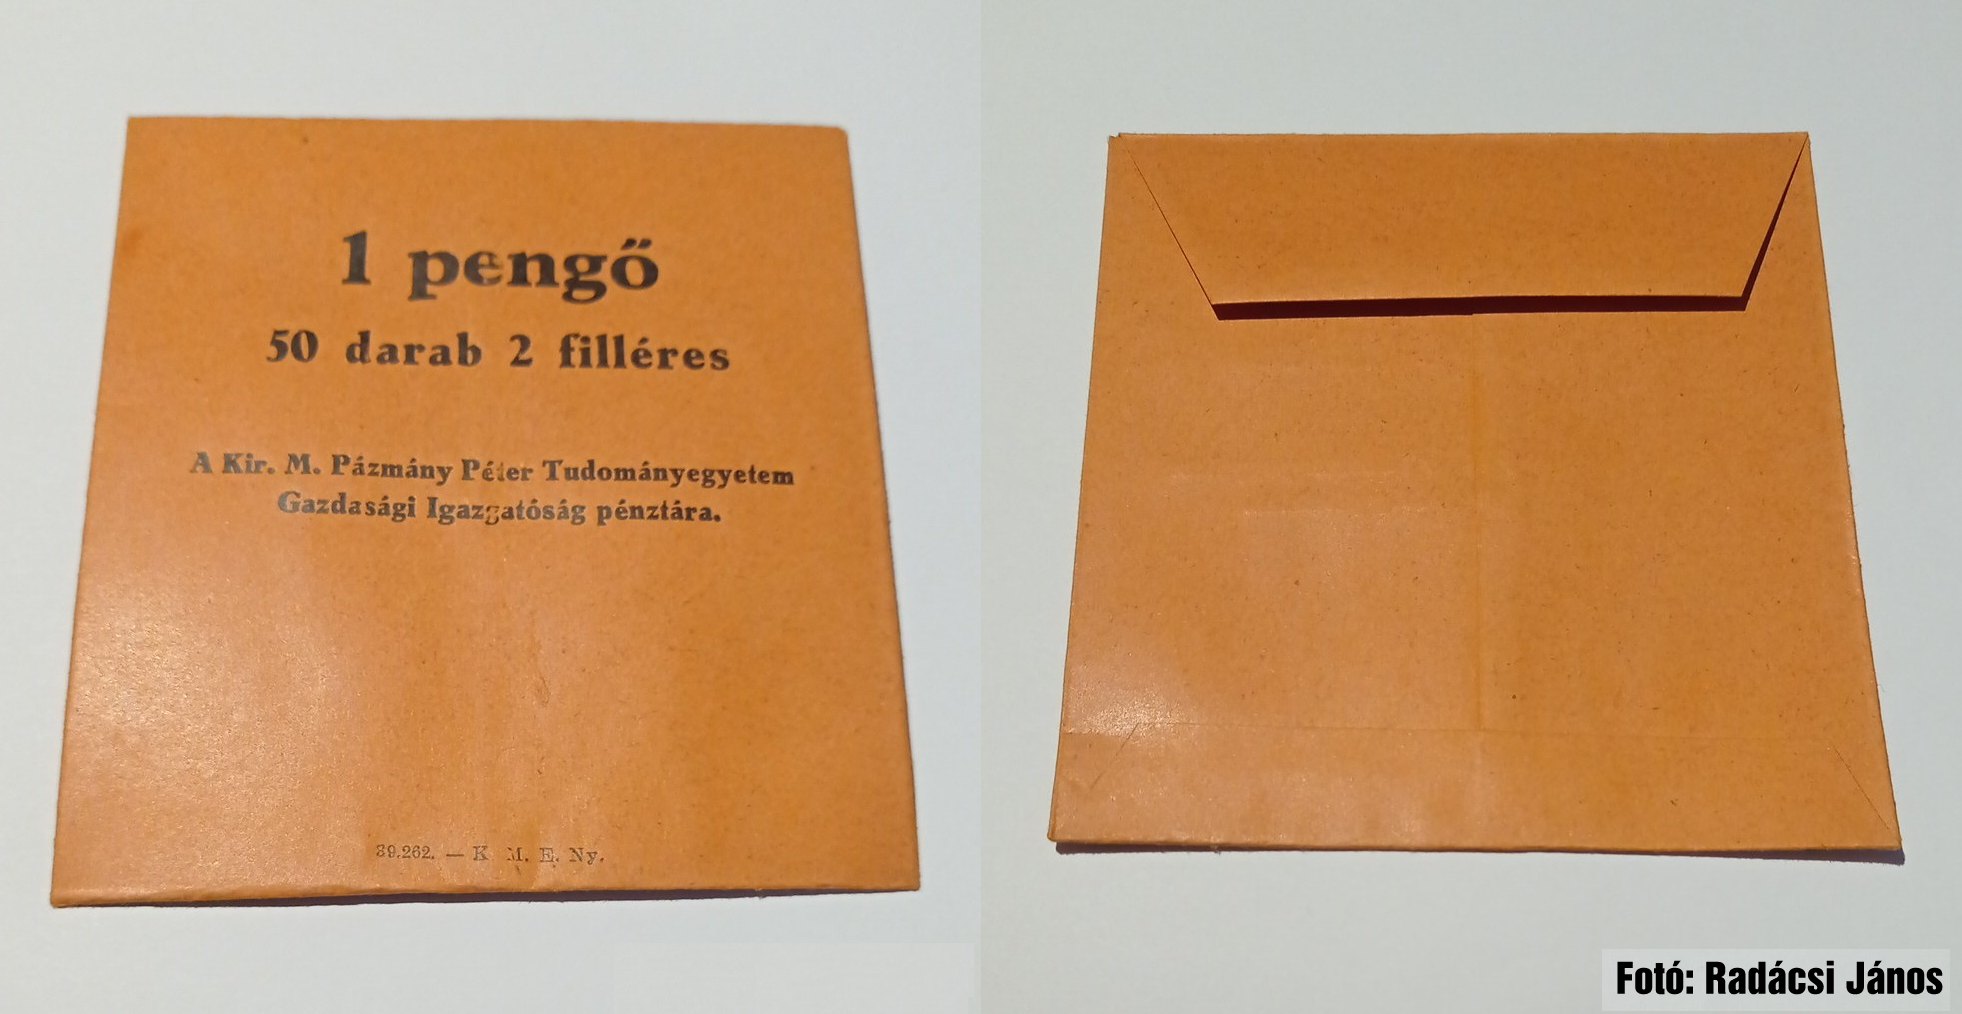 1 pengő
50 darab 2 filléres
A Kir. M. Pázmány Péter Tudományegyetem
Gazdasági Igazgatóság pénztára.
39.262. — K M. E. Ny.
Fotó: Radácsi János